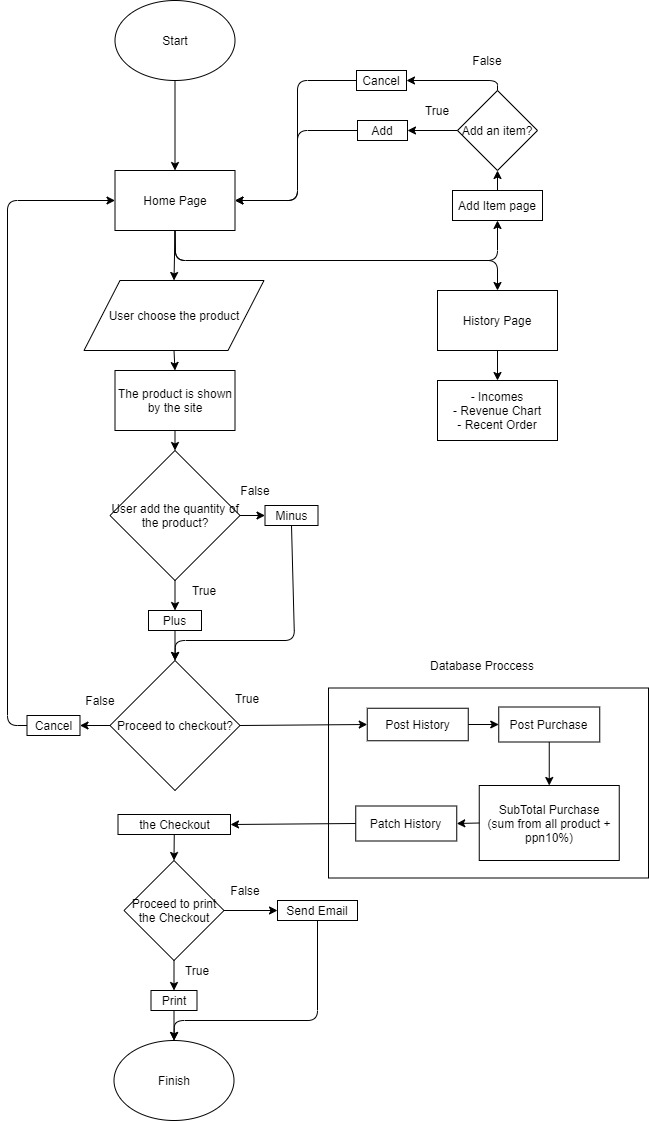 Start
False
Cancel
True
Add
Add an item?
Home Page
Add Item page
User choose the product
History Page
The product is shown
by the site
- Incomes
- Revenue Chart
- Recent Order
False
User add the quantity of
the product?
Minus
True
Plus
Database Proccess
False
True
Cancel
Proceed to checkout?
Post History
Post Purchase
the Checkout
Patch History
SubTotal Purchase
(sum from all product +
ppn10%)
False
Proceed to print
the Checkout
Send Email
True
Print
Finish